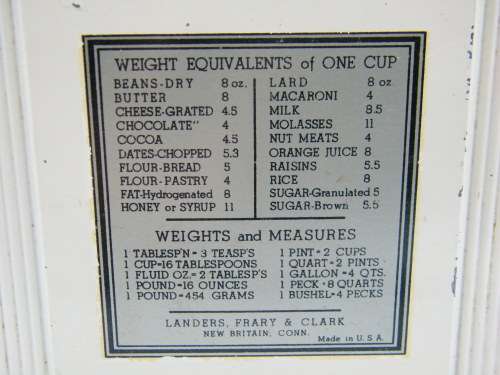 WEIGHT EQUIVALENTS of ONE CUP
BEANS-DRY 8 oz.
BUTTER 8
CHEESE-GRATED 4.5
CHOCOLATE" 4
COCOA 4.5
DATES-CHOPPED 5.3
FLOUR-BREAD 5
FLOUR-PASTRY 4
FAT-Hydrogenated 8
HONEY or SYRUP 11
LARD 8 oz.
MACARONI 4
MILK 8.5
MOLASSES 11
NUT MEATS 4
ORANGE JUICE 8
RAISINS 5.5
RICE 8
SUGAR-Granulated 5
SUGAR-Brown 5.5
WEIGHTS and MEASURES
1 TABLESP'N = 3 TEASP'S
1 CUP=16 TABLESPOONS
1 FLUID OZ.= 2 TABLESP'S
1 POUND=16 OUNCES
1 POUND=454 GRAMS
1 PINT=2 CUPS
1 QUART=2 PINTS
1 GALLON=4 QTS.
1 PECK=8 QUARTS
1 BUSHEL=4 PECKS
LANDERS, FRARY & CLARK
NEW BRITAIN, CONN.
Made in U.S.A.